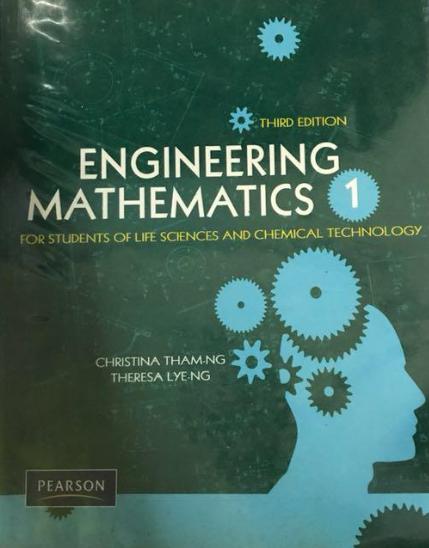 THIRD EDITION
ENGINEERING
MATHEMATICS 1
FOR STUDENTS OF LIFE SCIENCES AND CHEMICAL TECHNOLOGY
CHRISTINA THAM-NG
THERESA LYE-NG
PEARSON